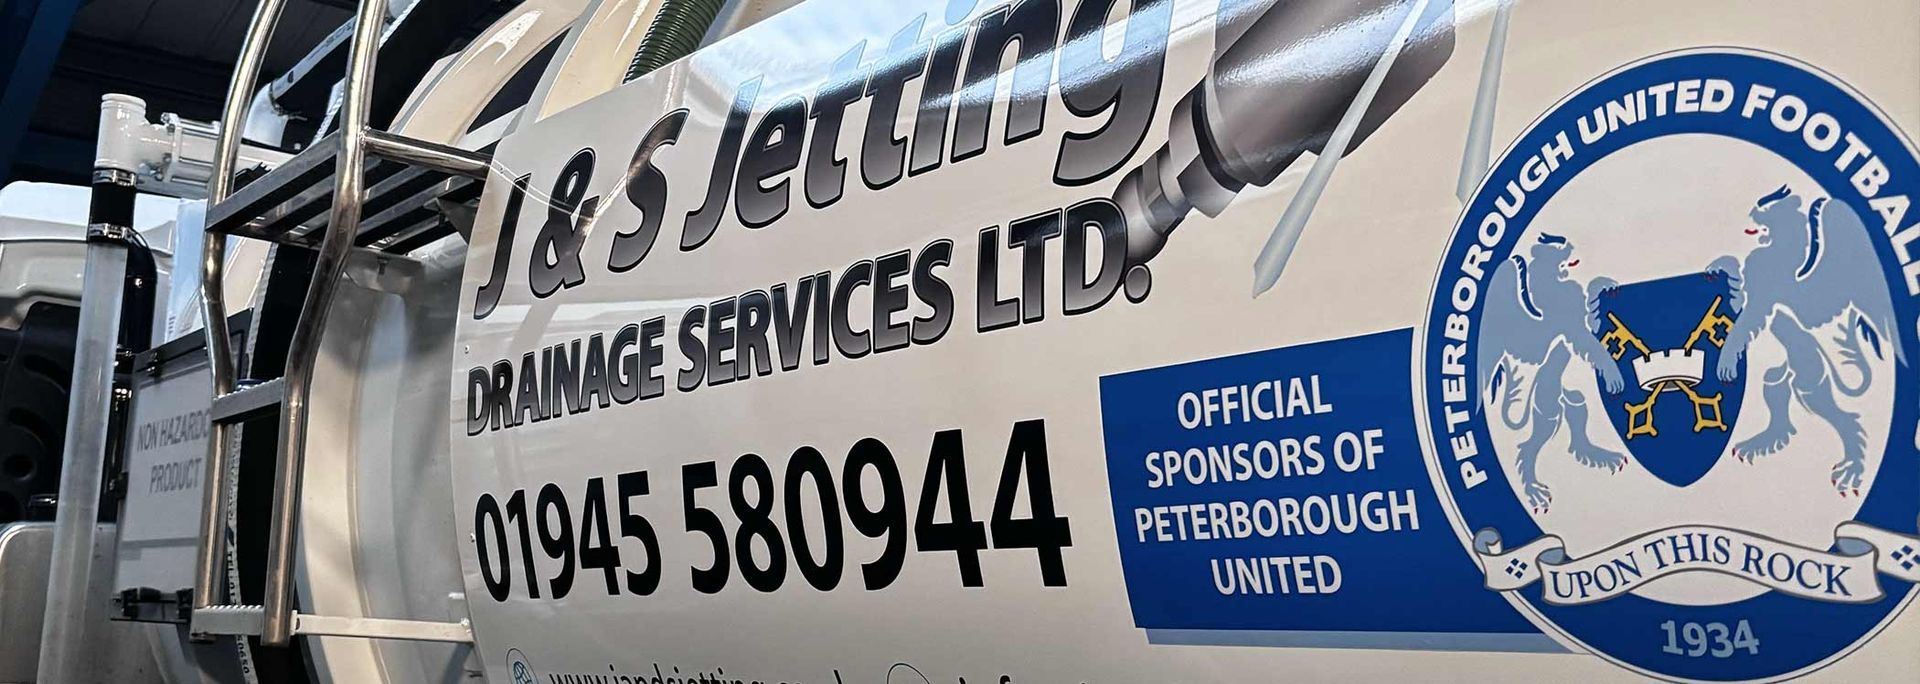 J & S Jetting
DRAINAGE SERVICES LTD.
01945 580944
OFFICIAL
SPONSORS OF
PETERBOROUGH
UNITED
PETERBOROUGH UNITED FOOTBALL
UPON THIS ROCK
1934
NON HAZARDO
PRODUCT